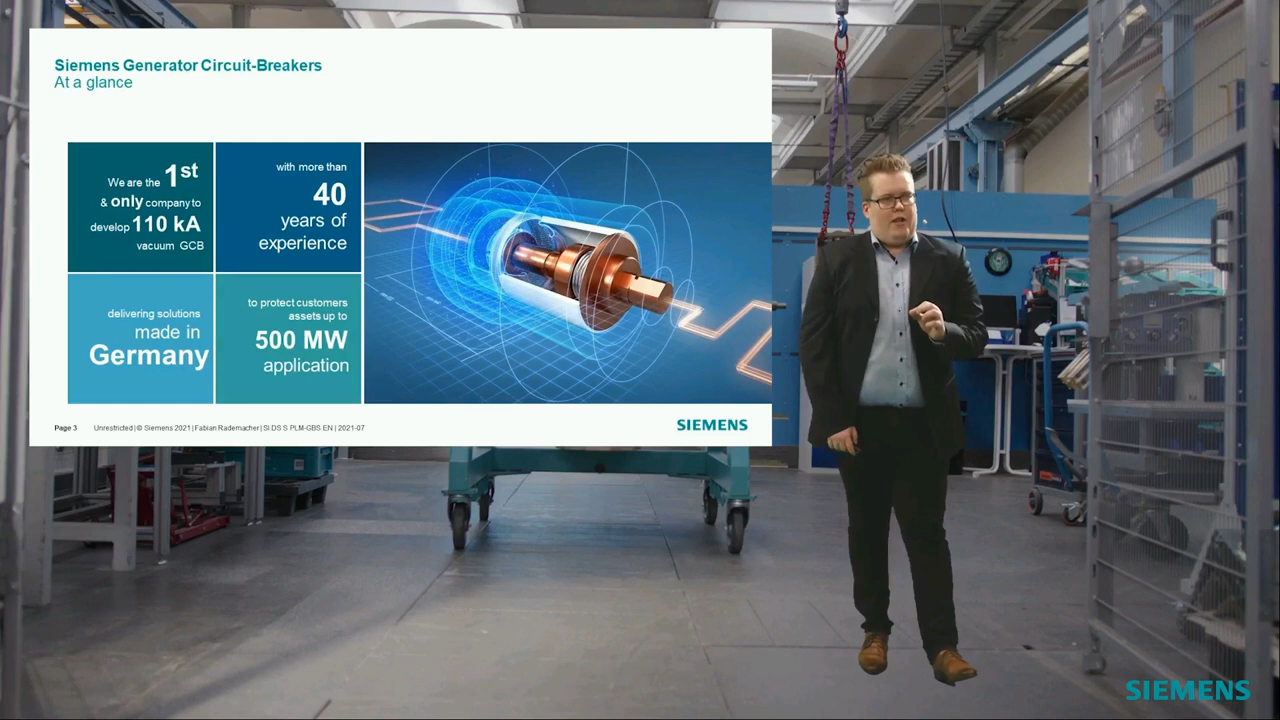 Siemens Generator Circuit-Breakers
At a glance
We are the 1st
& only company to
develop 110 kA
vacuum GCB
with more than
40
years of
experience
delivering solutions
made in
Germany
to protect customers
assets up to
500 MW
application
Page 3 Unrestricted | © Siemens 2021 | Fabian Rademacher | SI DS S PLM-GBS EN | 2021-07
SIEMENS
SIEMENS